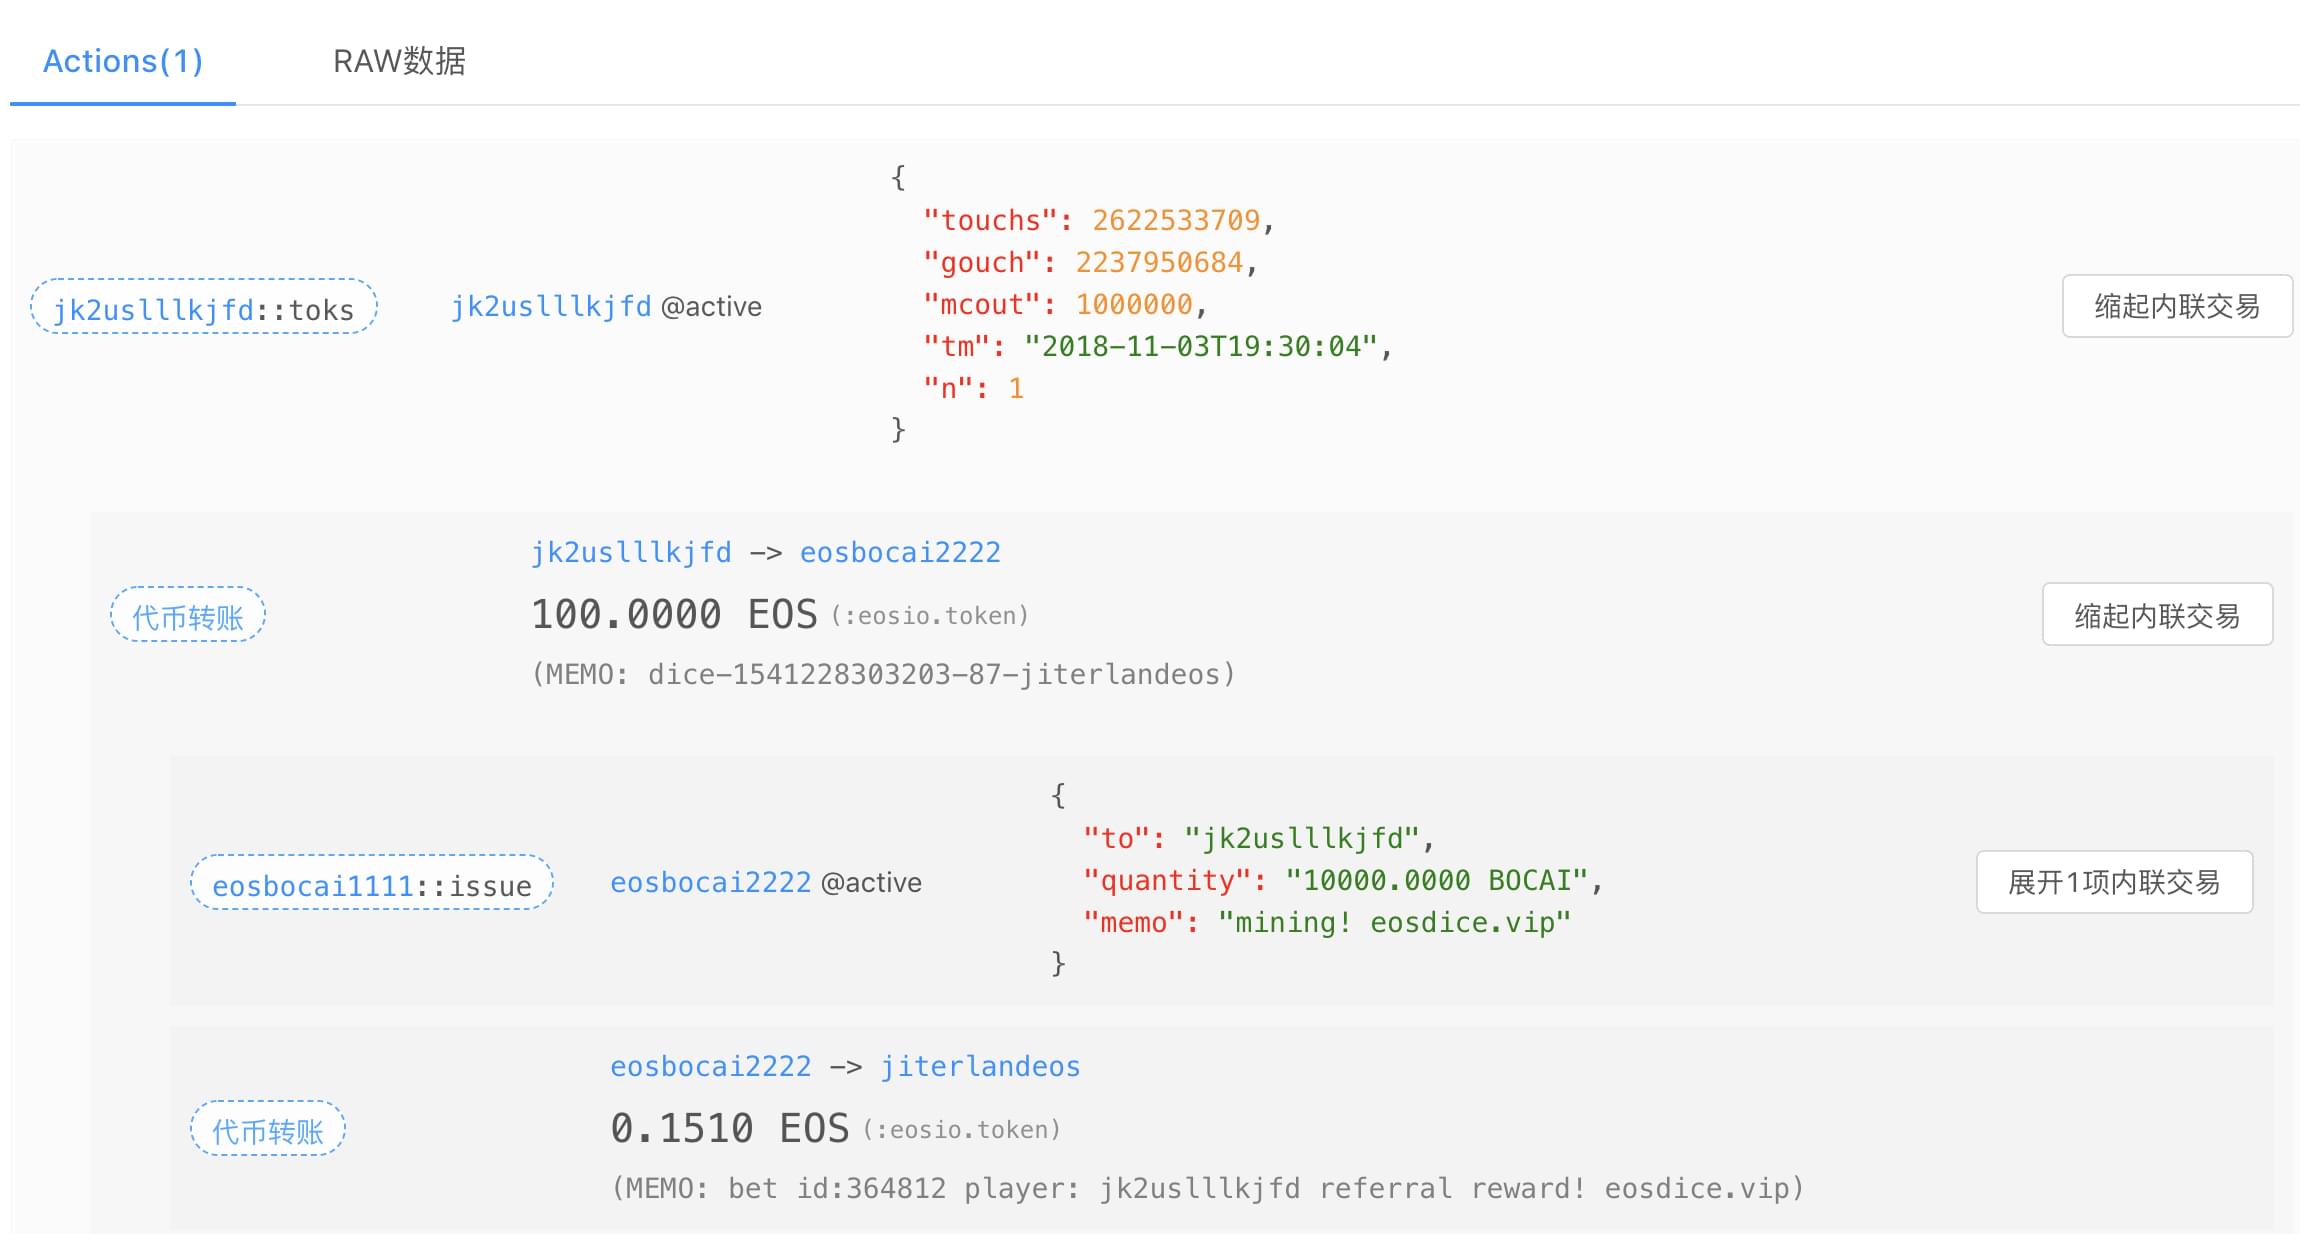 Actions(1) RAW数据
{
"touchs": 2622533709,
"gouch": 2237950684,
"mcout": 1000000,
"tm": "2018-11-03T19:30:04",
"n": 1
}
jk2uslllkjfd::toks jk2uslllkjfd @active 缩起内联交易
jk2uslllkjfd -> eosbocai2222
代币转账 100.0000 EOS (:eosio.token) 缩起内联交易
(MEMO: dice-1541228303203-87-jiterlandeos)
{
"to": "jk2uslllkjfd",
"quantity": "10000.0000 BOCAI",
"memo": "mining! eosdice.vip"
}
eosbocai1111::issue eosbocai2222 @active 展开1项内联交易
eosbocai2222 -> jiterlandeos
代币转账 0.1510 EOS (:eosio.token)
(MEMO: bet id:364812 player: jk2uslllkjfd referral reward! eosdice.vip)